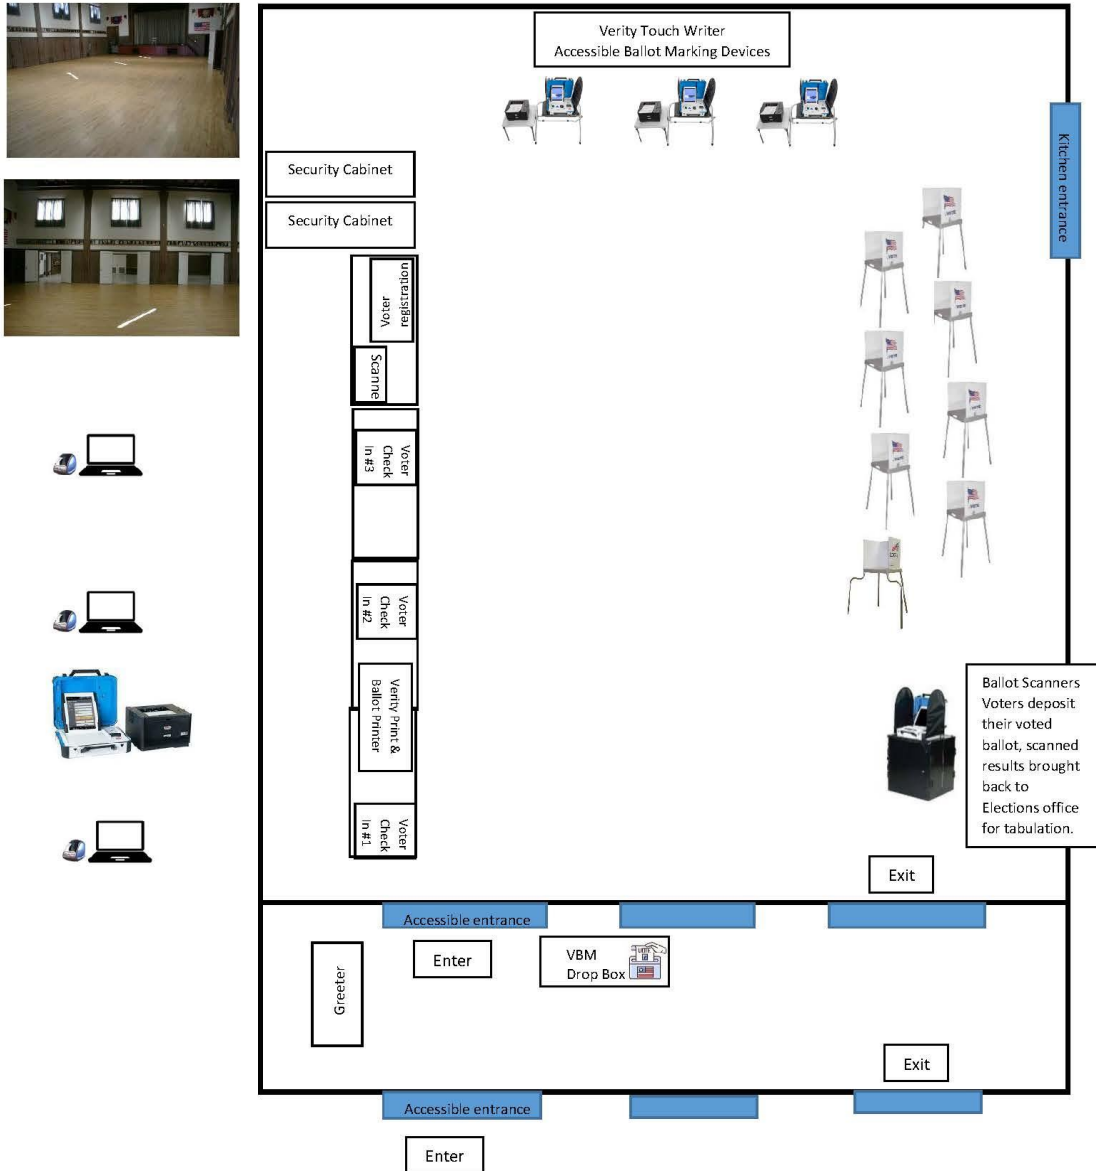 Verity Touch Writer
Accessible Ballot Marking Devices
Kitchen entrance
Security Cabinet
Security Cabinet
Voter
registration
Scanne
Voter
Check
In #3
Voter
Check
In #2
Verity Print &
Ballot Printer
Voter
Check
In #1
Ballot Scanners
Voters deposit
their voted
ballot, scanned
results brought
back to
Elections office
for tabulation.
Exit
Accessible entrance
Enter
VBM
Drop Box
Greeter
Exit
Accessible entrance
Enter